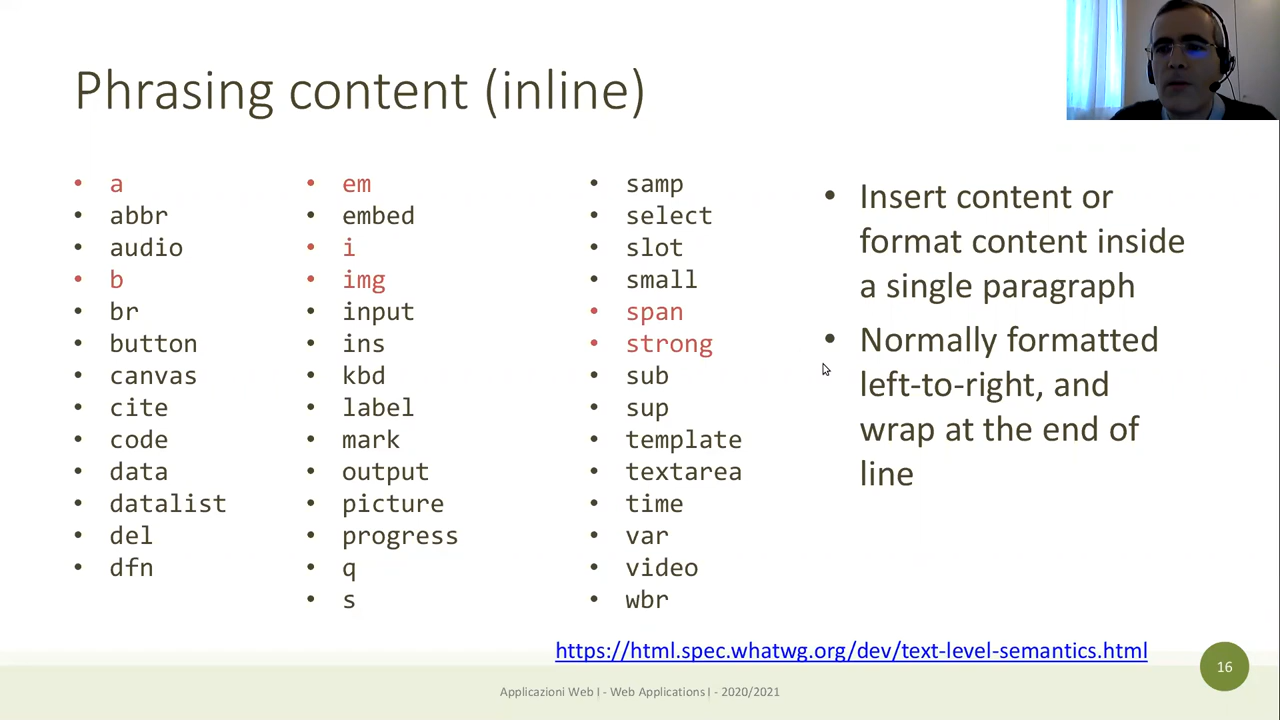 Phrasing content (inline)
• a
• abbr
• audio
• b
• br
• button
• canvas
• cite
• code
• data
• datalist
• del
• dfn
• em
• embed
• i
• img
• input
• ins
• kbd
• label
• mark
• output
• picture
• progress
• q
• s
• samp
• select
• slot
• small
• span
• strong
• sub
• sup
• template
• textarea
• time
• var
• video
• wbr
• Insert content or
format content inside
a single paragraph
• Normally formatted
left-to-right, and
wrap at the end of
line
https://html.spec.whatwg.org/dev/text-level-semantics.html
16
Applicazioni Web I - Web Applications I - 2020/2021